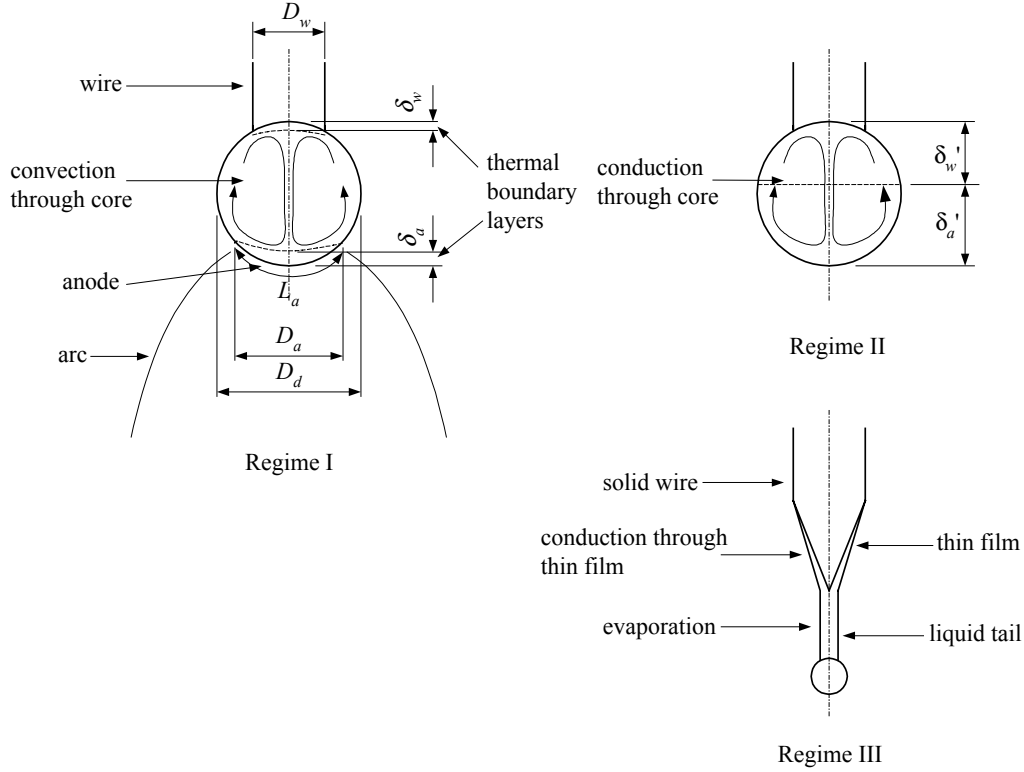 D_w
wire
δ_w
convection
through core
thermal
boundary
layers
δ_a
anode
L_a
arc
D_a
D_d
Regime I
conduction
through core
δ_w'
δ_a'
Regime II
solid wire
conduction through
thin film
thin film
evaporation
liquid tail
Regime III